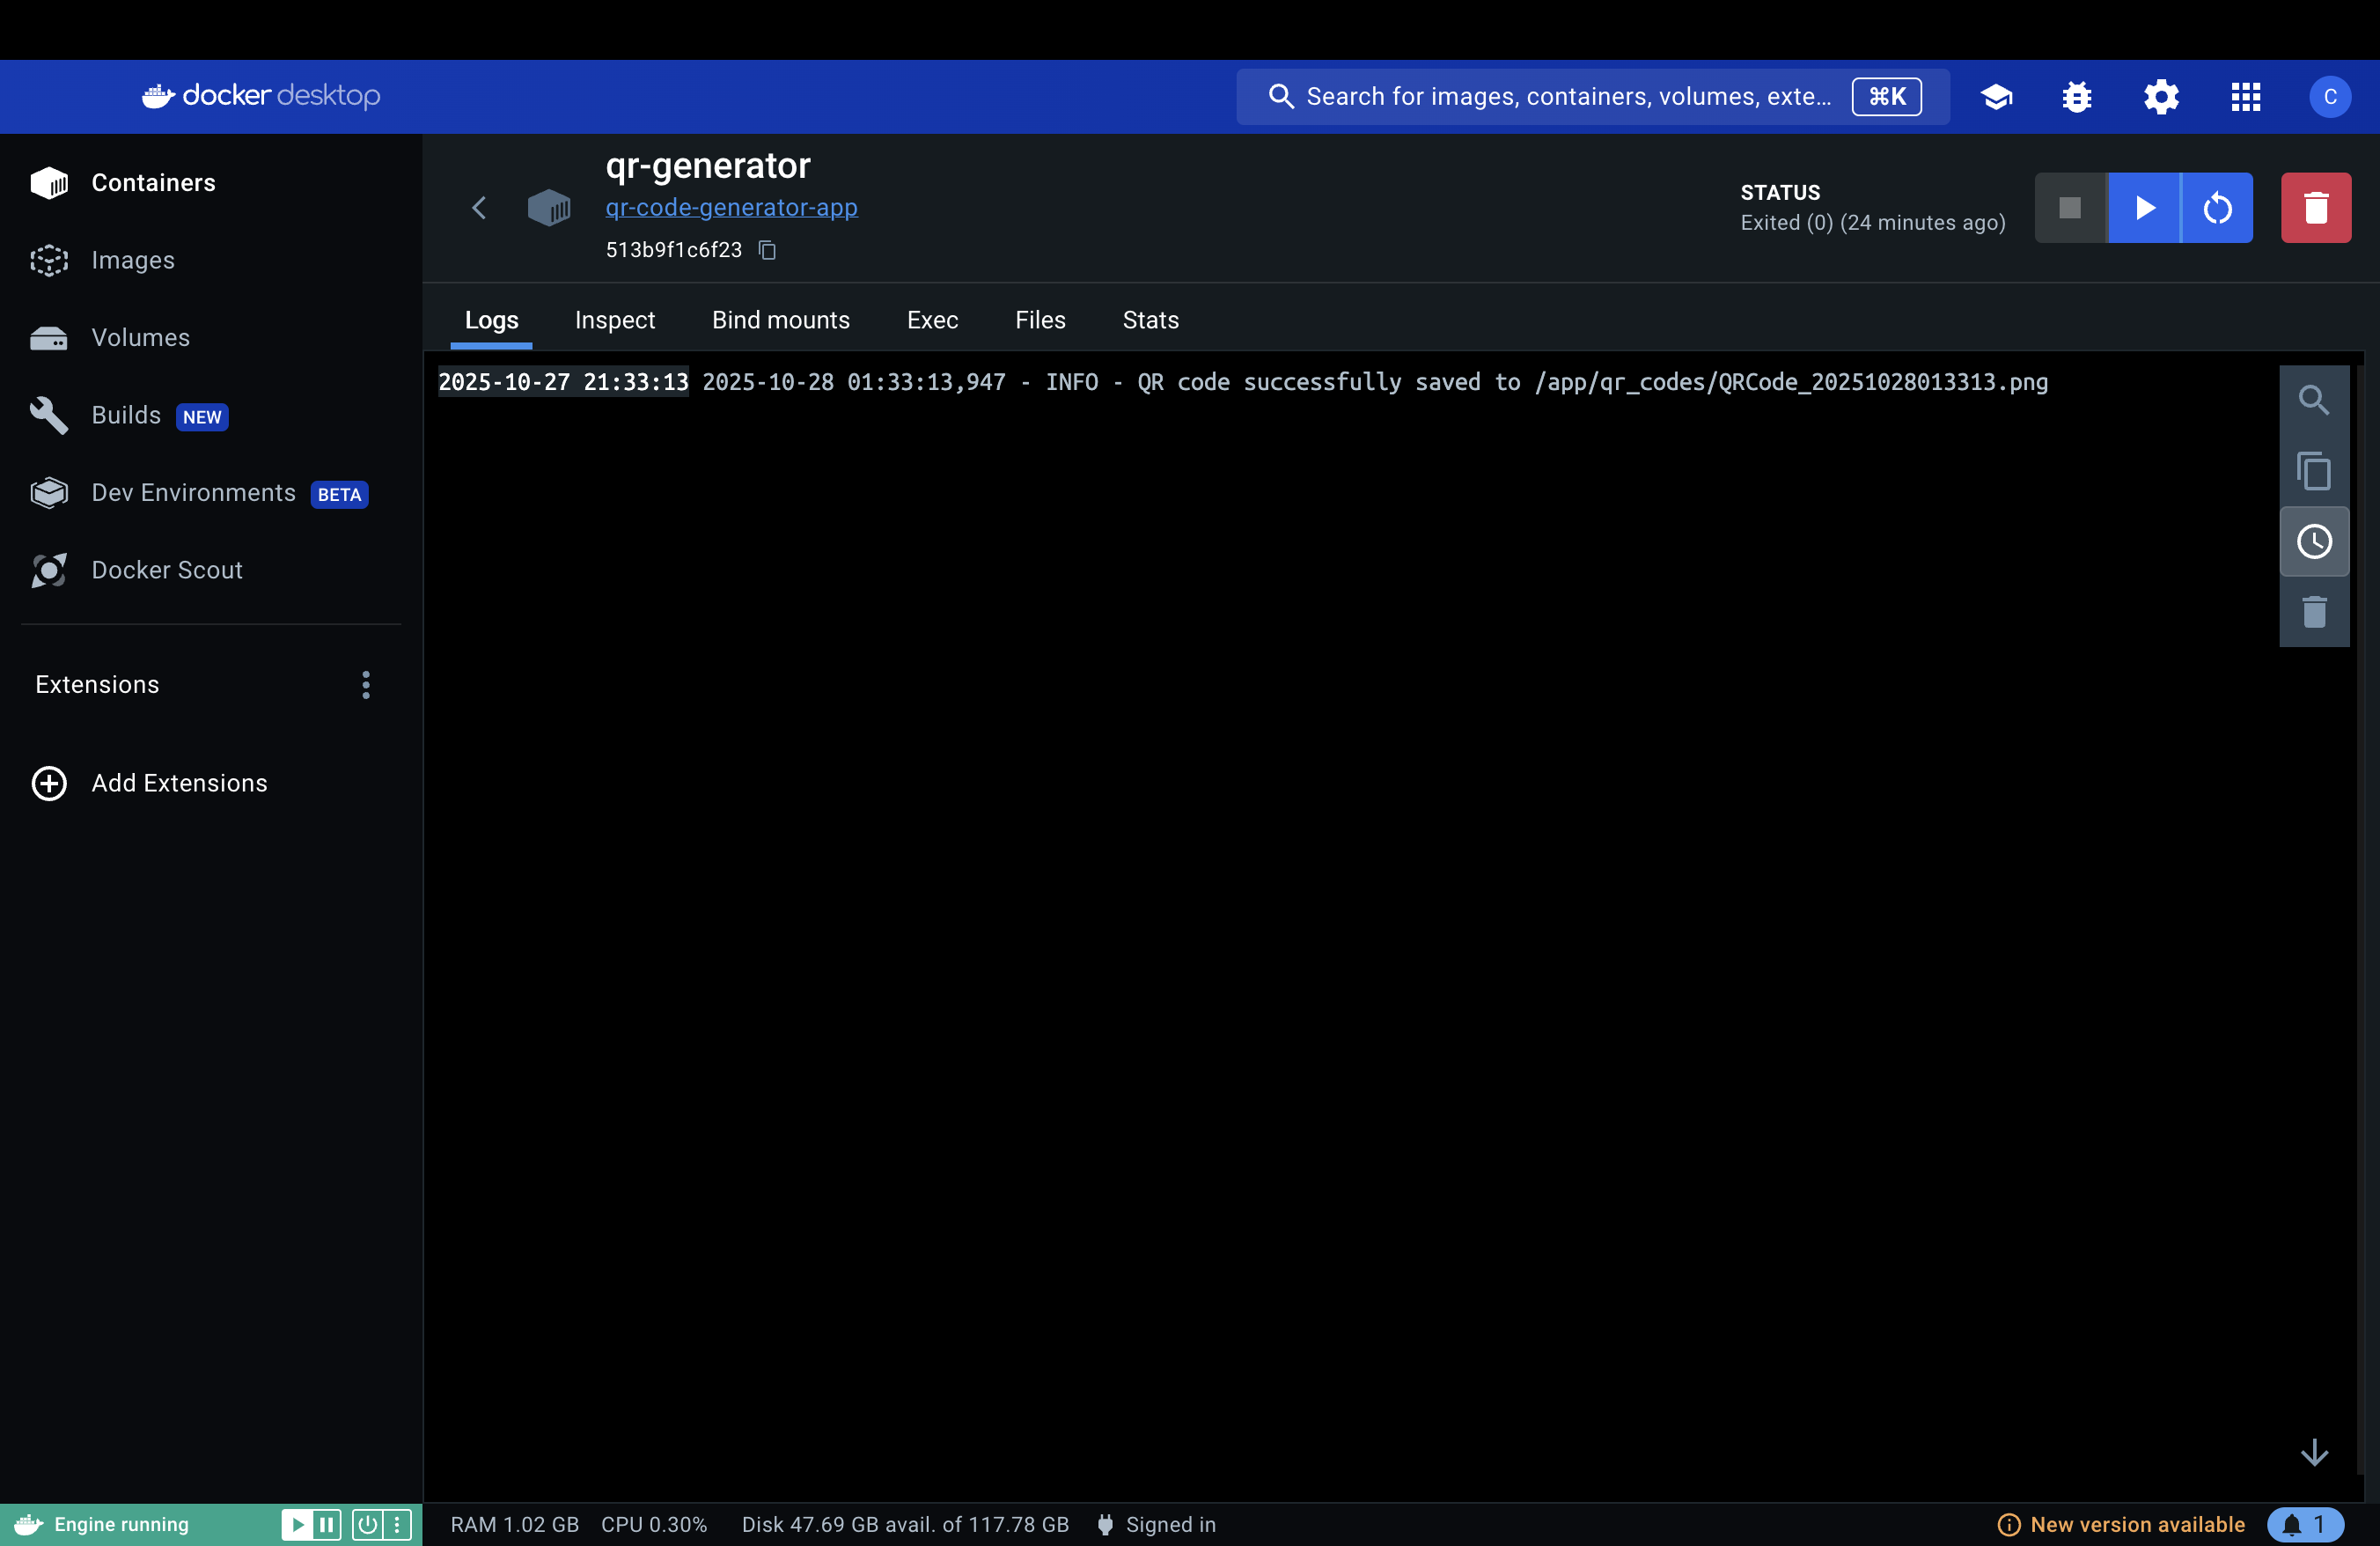 docker desktop
Search for images, containers, volumes, exte... ⌘K
C
Containers
Images
Volumes
Builds NEW
Dev Environments BETA
Docker Scout
Extensions
Add Extensions
qr-generator
qr-code-generator-app
513b9f1c6f23
STATUS
Exited (0) (24 minutes ago)
Logs Inspect Bind mounts Exec Files Stats
2025-10-27 21:33:13 2025-10-28 01:33:13,947 - INFO - QR code successfully saved to /app/qr_codes/QRCode_20251028013313.png
Engine running
RAM 1.02 GB CPU 0.30% Disk 47.69 GB avail. of 117.78 GB Signed in
New version available
1